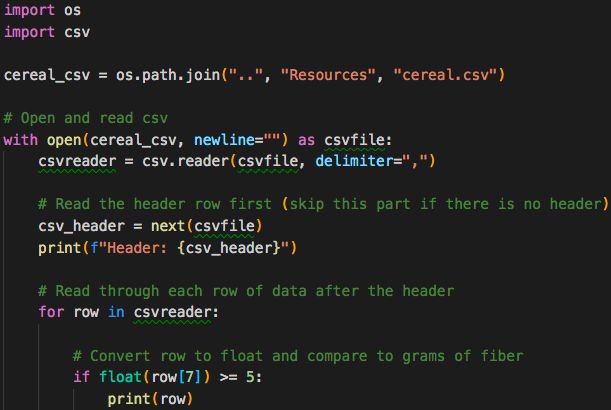 import os
import csv

cereal_csv = os.path.join("..", "Resources", "cereal.csv")

# Open and read csv
with open(cereal_csv, newline="") as csvfile:
    csvreader = csv.reader(csvfile, delimiter=",")

    # Read the header row first (skip this part if there is no header)
    csv_header = next(csvfile)
    print(f"Header: {csv_header}")

    # Read through each row of data after the header
    for row in csvreader:

        # Convert row to float and compare to grams of fiber
        if float(row[7]) >= 5:
            print(row)